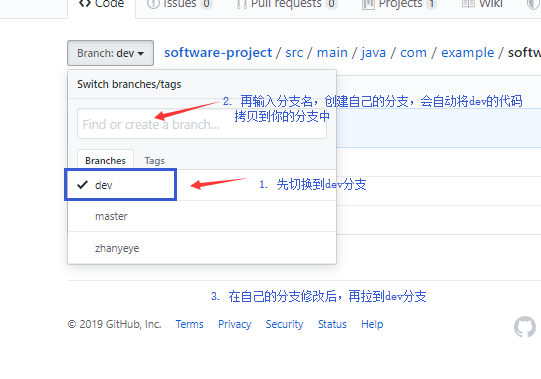 Code Issues 0 Pull requests 0 Projects 1 Wiki
Branch: dev software-project / src / main / java / com / example /
Switch branches/tags
2. 再输入分支名，创建自己的分支，会自动将dev的代码
Find or create a branch...
拷贝到你的分支中
Branches Tags
dev
1. 先切换到dev分支
master
zhanyeye
3. 在自己的分支修改后，再拉到dev分支
© 2019 GitHub, Inc. Terms Privacy Security Status Help